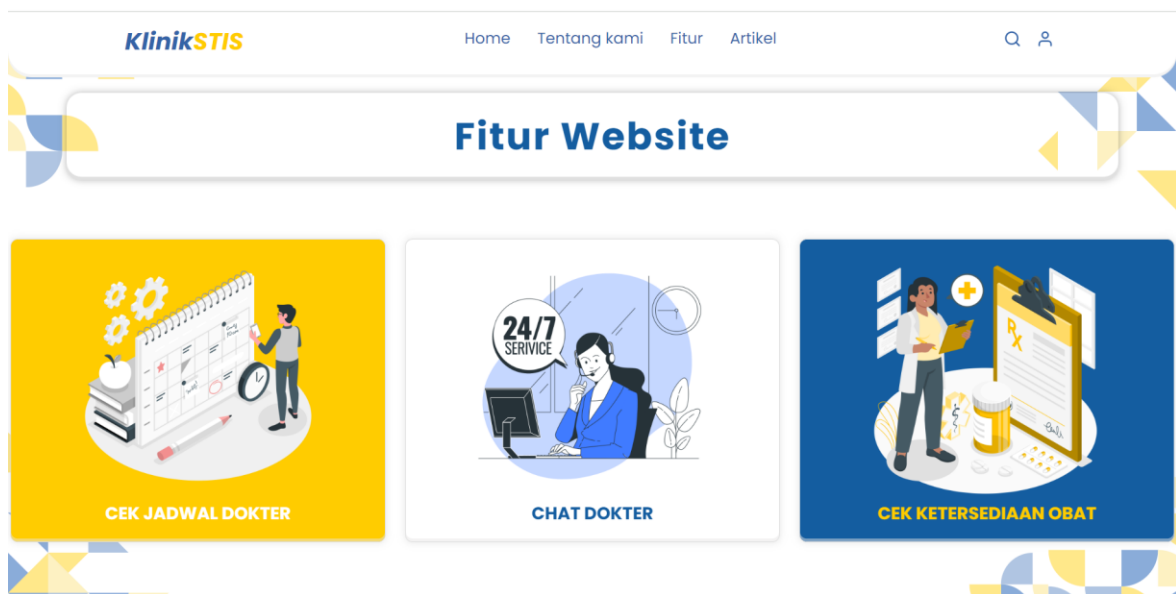 KlinikSTIS
Home Tentang kami Fitur Artikel
Fitur Website
24/7
SERIVICE
Rx
CEK JADWAL DOKTER
CHAT DOKTER
CEK KETERSEDIAAN OBAT